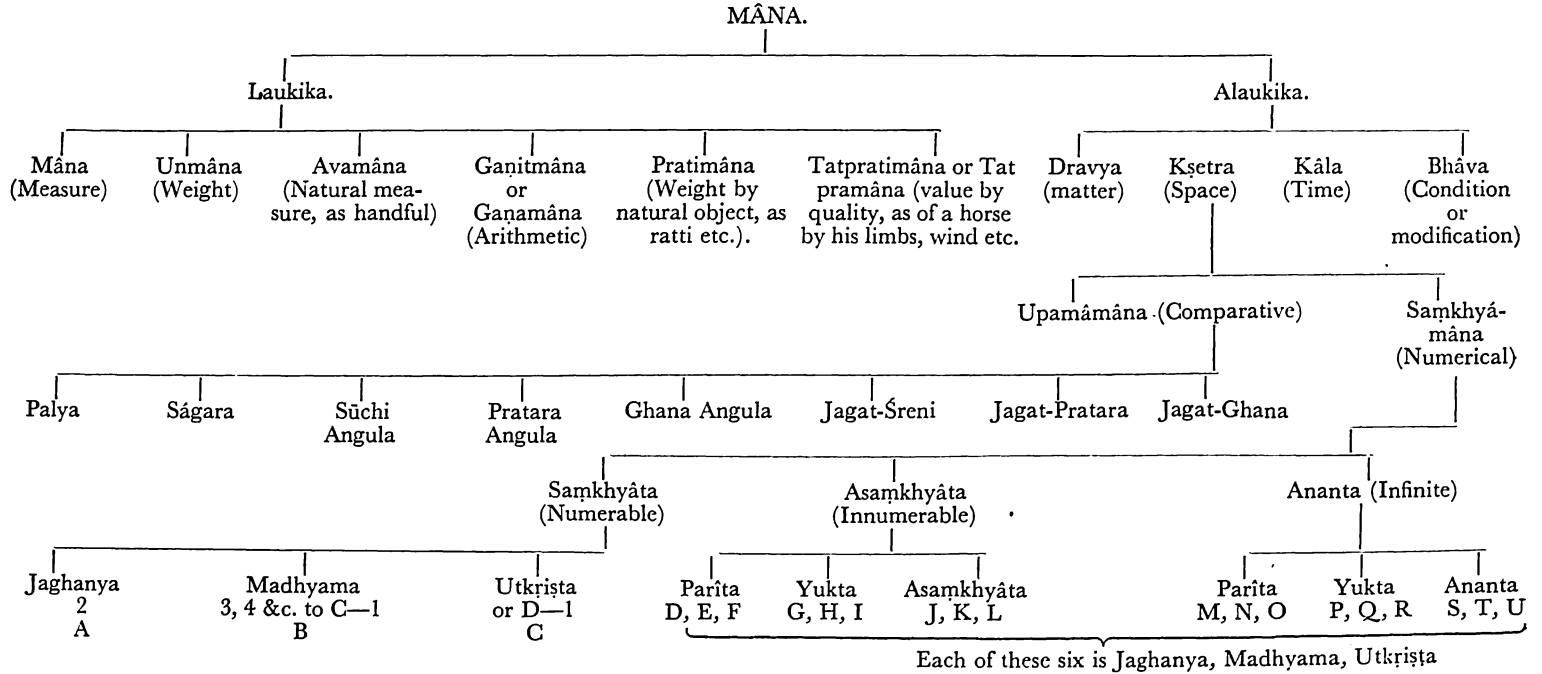 MÂNA.
Laukika.
Alaukika.
Mâna
(Measure)
Unmâna
(Weight)
Avamâna
(Natural mea-
sure, as handful)
Gaṇitmâna
or
Gaṇamâna
(Arithmetic)
Pratimâna
(Weight by
natural object, as
ratti etc.).
Tatpratimâna or Tat
pramâna (value by
quality, as of a horse
by his limbs, wind etc.
Dravya
(matter)
Kṣetra
(Space)
Kâla
(Time)
Bhâva
(Condition
or
modification)
Upamâmâna (Comparative)
Saṃkhyá-
mâna
(Numerical)
Palya
Ságara
Sūchi
Angula
Pratara
Angula
Ghana Angula
Jagat-Śreni
Jagat-Pratara
Jagat-Ghana
Saṃkhyâta
(Numerable)
Asaṃkhyâta
(Innumerable)
Ananta (Infinite)
Jaghanya
2
A
Madhyama
3, 4 &c. to C—1
B
Utkṛiṣta
or D—1
C
Parîta
D, E, F
Yukta
G, H, I
Asaṃkhyâta
J, K, L
Parîta
M, N, O
Yukta
P, Q, R
Ananta
S, T, U
Each of these six is Jaghanya, Madhyama, Utkṛiṣṭa